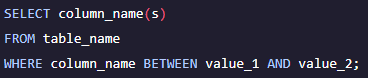 SELECT column_name(s)
FROM table_name
WHERE column_name BETWEEN value_1 AND value_2;